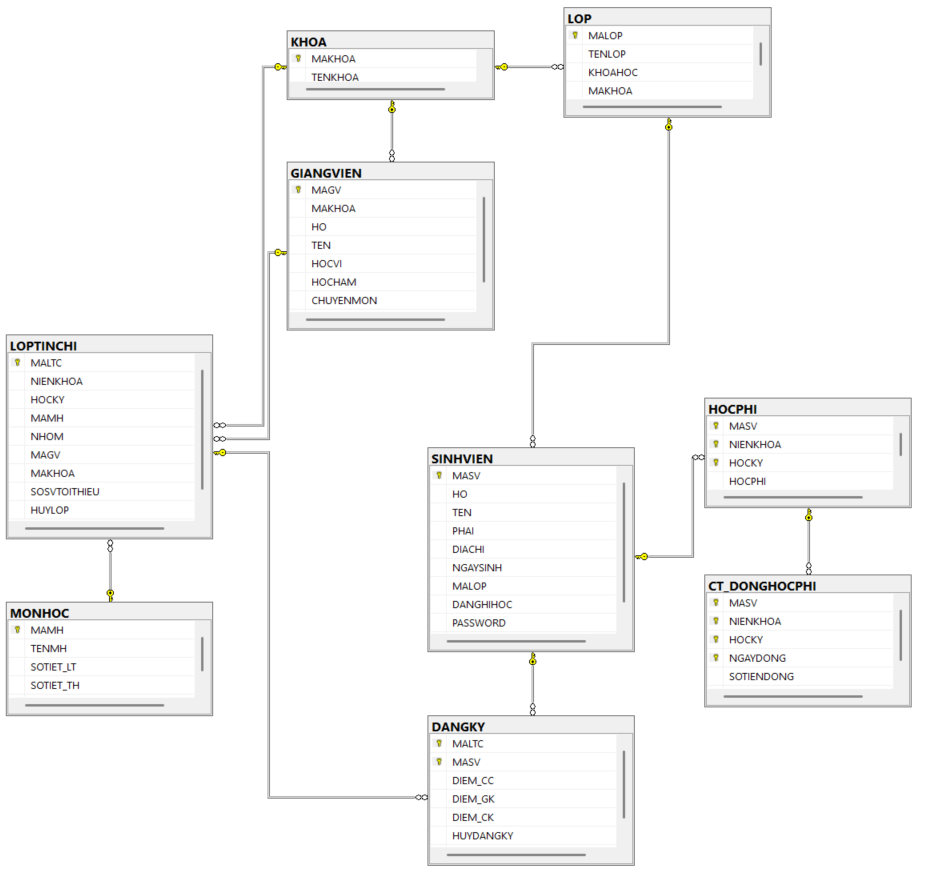 KHOA
MAKHOA
TENKHOA
LOP
MALOP
TENLOP
KHOAHOC
MAKHOA
GIANGVIEN
MAGV
MAKHOA
HO
TEN
HOCVI
HOCHAM
CHUYENMON
LOPTINCHI
MALTC
NIENKHOA
HOCKY
MAMH
NHOM
MAGV
MAKHOA
SOSVTOITHIEU
HUYLOP
MONHOC
MAMH
TENMH
SOTIET_LT
SOTIET_TH
SINHVIEN
MASV
HO
TEN
PHAI
DIACHI
NGAYSINH
MALOP
DANGHIHOC
PASSWORD
HOCPHI
MASV
NIENKHOA
HOCKY
HOCPHI
CT_DONGHOCPHI
MASV
NIENKHOA
HOCKY
NGAYDONG
SOTIENDONG
DANGKY
MALTC
MASV
DIEM_CC
DIEM_GK
DIEM_CK
HUYDANGKY